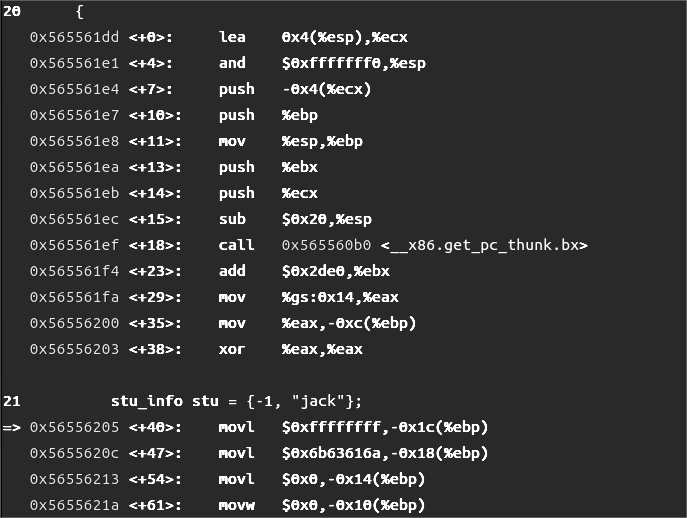 20 {
0x565561dd <+0>: lea 0x4(%esp),%ecx
0x565561e1 <+4>: and $0xfffffff0,%esp
0x565561e4 <+7>: push -0x4(%ecx)
0x565561e7 <+10>: push %ebp
0x565561e8 <+11>: mov %esp,%ebp
0x565561ea <+13>: push %ebx
0x565561eb <+14>: push %ecx
0x565561ec <+15>: sub $0x20,%esp
0x565561ef <+18>: call 0x565560b0 <__x86.get_pc_thunk.bx>
0x565561f4 <+23>: add $0x2de0,%ebx
0x565561fa <+29>: mov %gs:0x14,%eax
0x56556200 <+35>: mov %eax,-0xc(%ebp)
0x56556203 <+38>: xor %eax,%eax
21 stu_info stu = {-1, "jack"};
=> 0x56556205 <+40>: movl $0xffffffff,-0x1c(%ebp)
0x5655620c <+47>: movl $0x6b63616a,-0x18(%ebp)
0x56556213 <+54>: movl $0x0,-0x14(%ebp)
0x5655621a <+61>: movw $0x0,-0x10(%ebp)